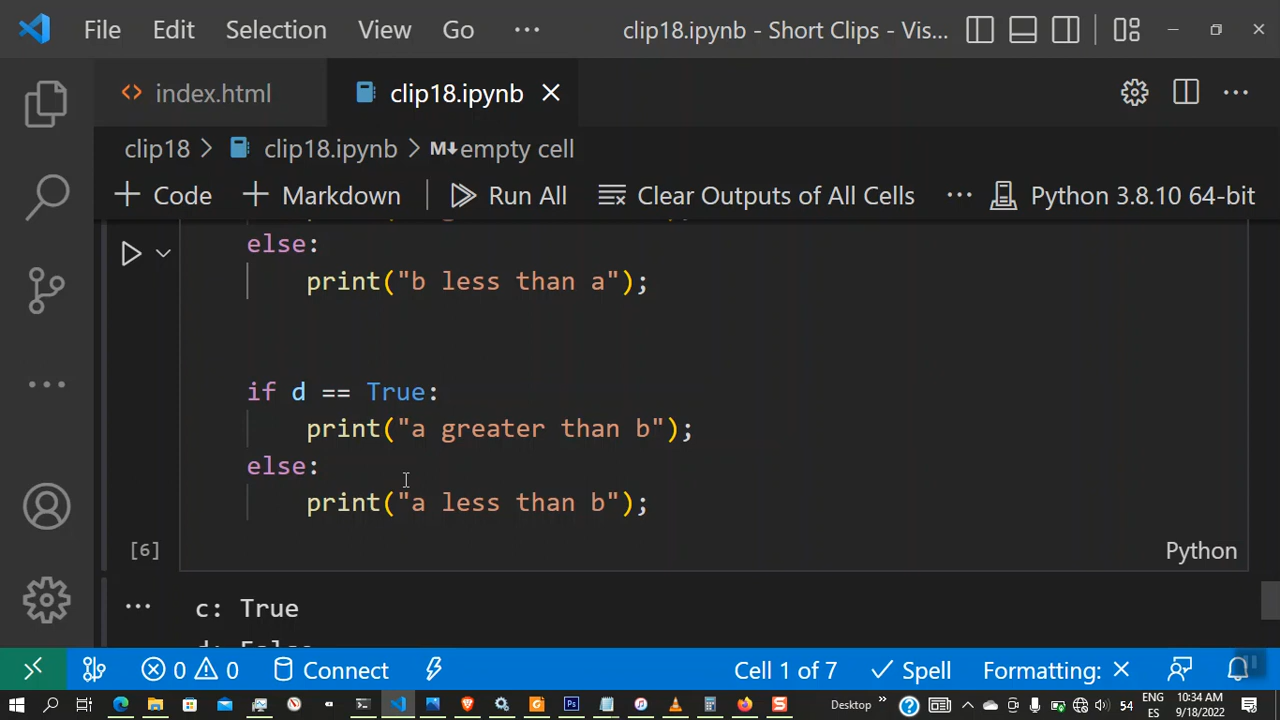 File Edit Selection View Go ··· clip18.ipynb - Short Clips - Vis...
index.html clip18.ipynb
clip18 > clip18.ipynb > M↓empty cell
+ Code + Markdown Run All Clear Outputs of All Cells ··· Python 3.8.10 64-bit
else:
print("b less than a");
if d == True:
print("a greater than b");
else:
print("a less than b");
[6] Python
c: True
d: False
0 0 Connect Cell 1 of 7 Spell Formatting:
Desktop » 54 ENG 10:34 AM
ES 9/18/2022